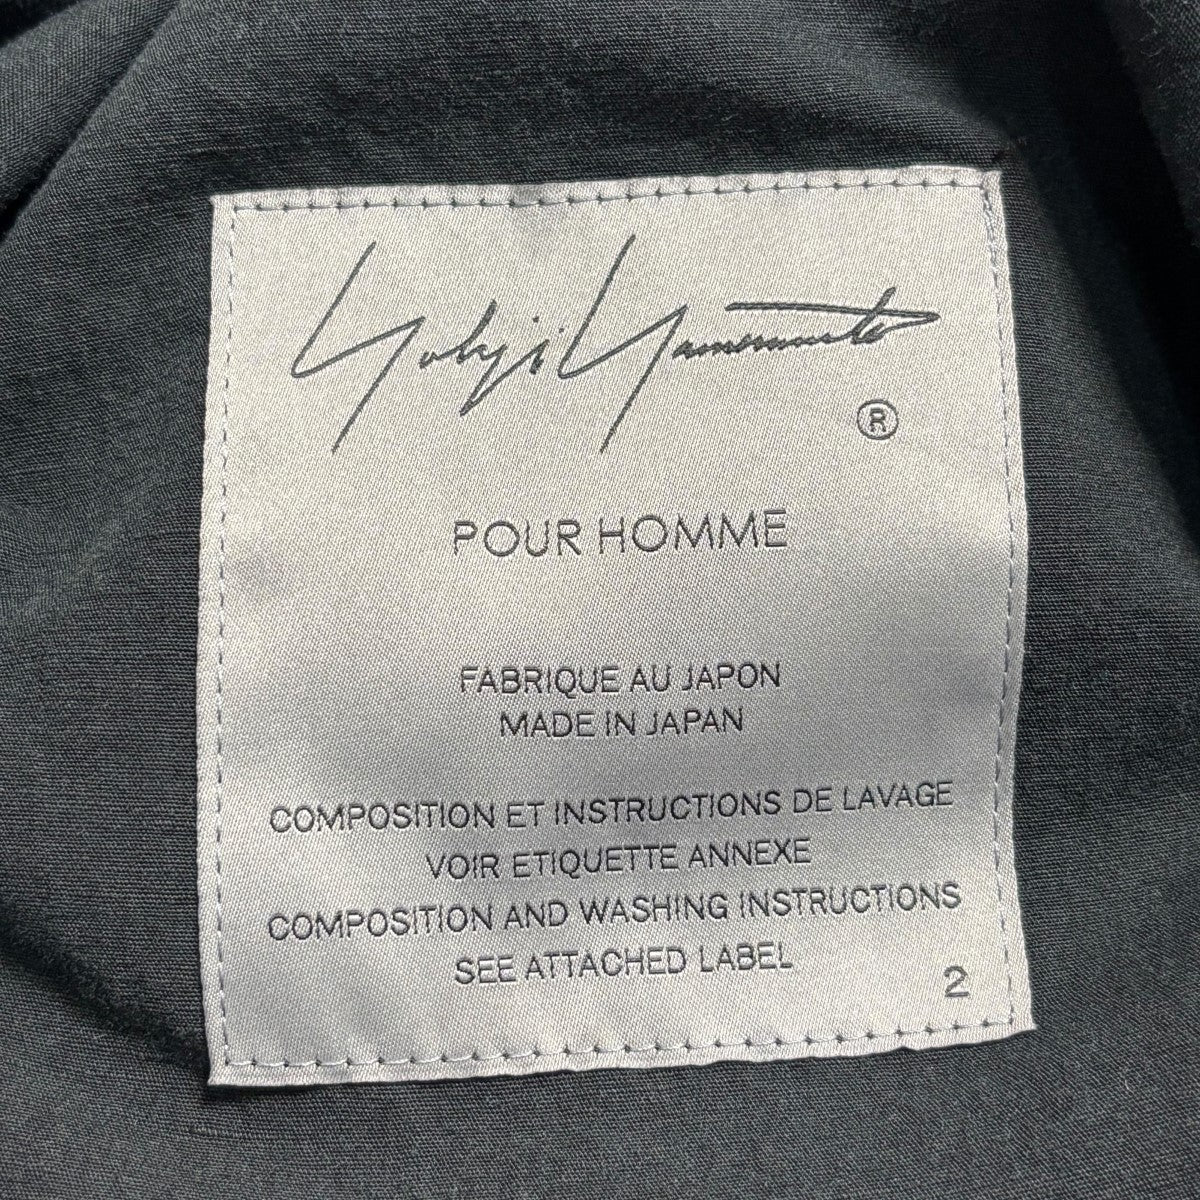 Yohji Yamamoto
®
POUR HOMME
FABRIQUE AU JAPON
MADE IN JAPAN
COMPOSITION ET INSTRUCTIONS DE LAVAGE
VOIR ETIQUETTE ANNEXE
COMPOSITION AND WASHING INSTRUCTIONS
SEE ATTACHED LABEL
2